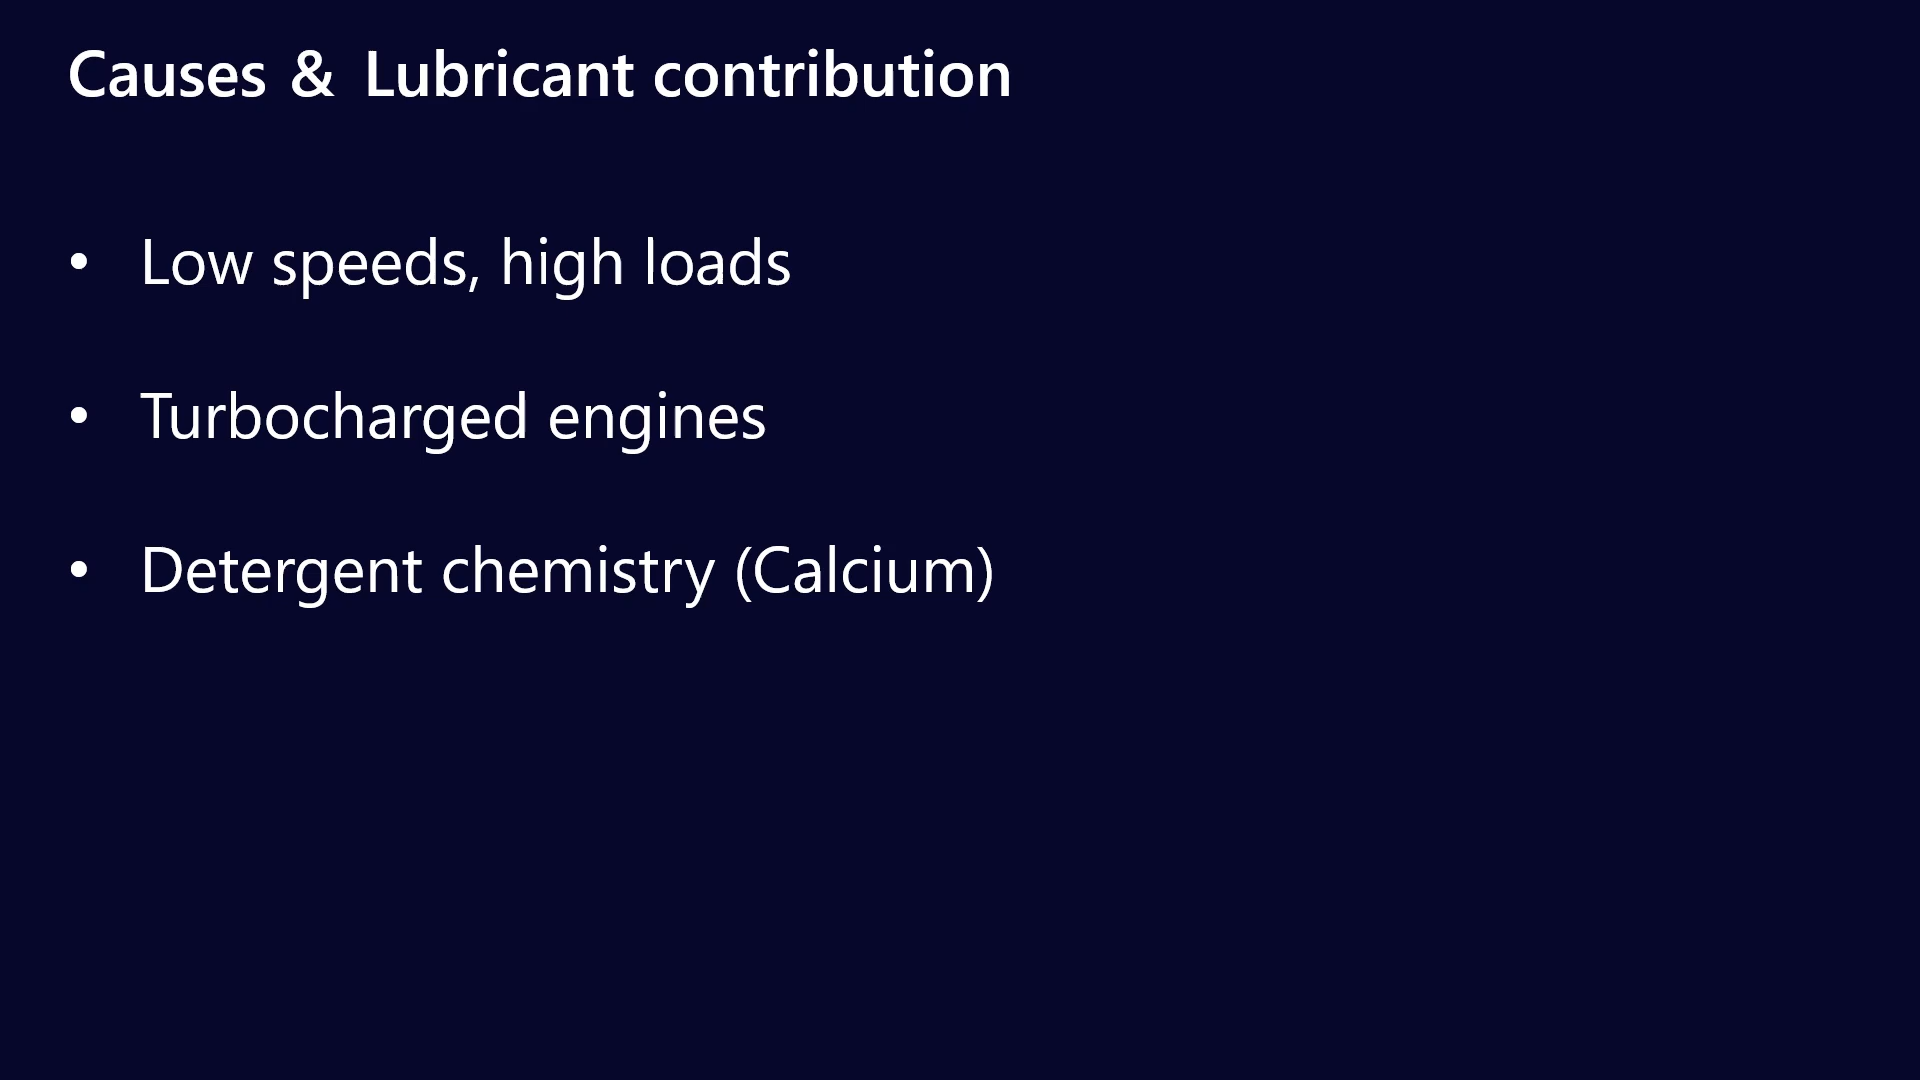 Causes & Lubricant contribution
• Low speeds, high loads
• Turbocharged engines
• Detergent chemistry (Calcium)